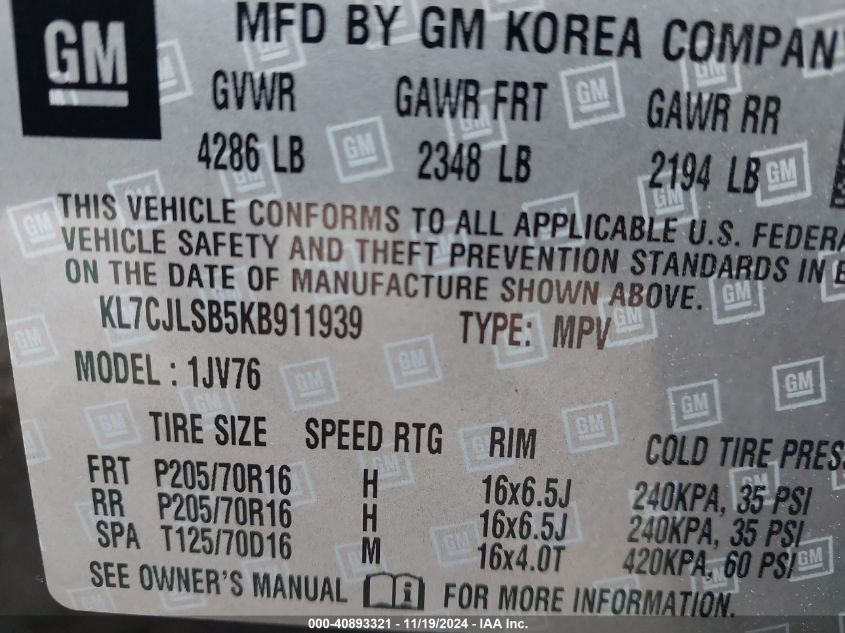 GM
MFD BY GM KOREA COMPANY
GVWR GAWR FRT GAWR RR
4286 LB 2348 LB 2194 LB
THIS VEHICLE CONFORMS TO ALL APPLICABLE U.S. FEDERA
VEHICLE SAFETY AND THEFT PREVENTION STANDARDS IN E
ON THE DATE OF MANUFACTURE SHOWN ABOVE.
KL7CJLSB5KB911939 TYPE: MPV
MODEL : 1JV76
TIRE SIZE SPEED RTG RIM COLD TIRE PRESS
FRT P205/70R16 H 16x6.5J 240KPA, 35 PSI
RR P205/70R16 H 16x6.5J 240KPA, 35 PSI
SPA T125/70D16 M 16x4.0T 420KPA, 60 PSI
SEE OWNER'S MANUAL i FOR MORE INFORMATION.
000-40893321 - 11/19/2024 - IAA Inc.